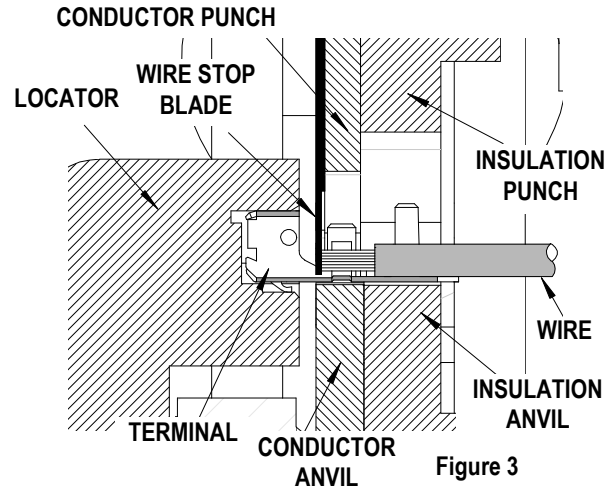 CONDUCTOR PUNCH
WIRE STOP
BLADE
LOCATOR
INSULATION
PUNCH
WIRE
INSULATION
ANVIL
TERMINAL
CONDUCTOR
ANVIL
Figure 3